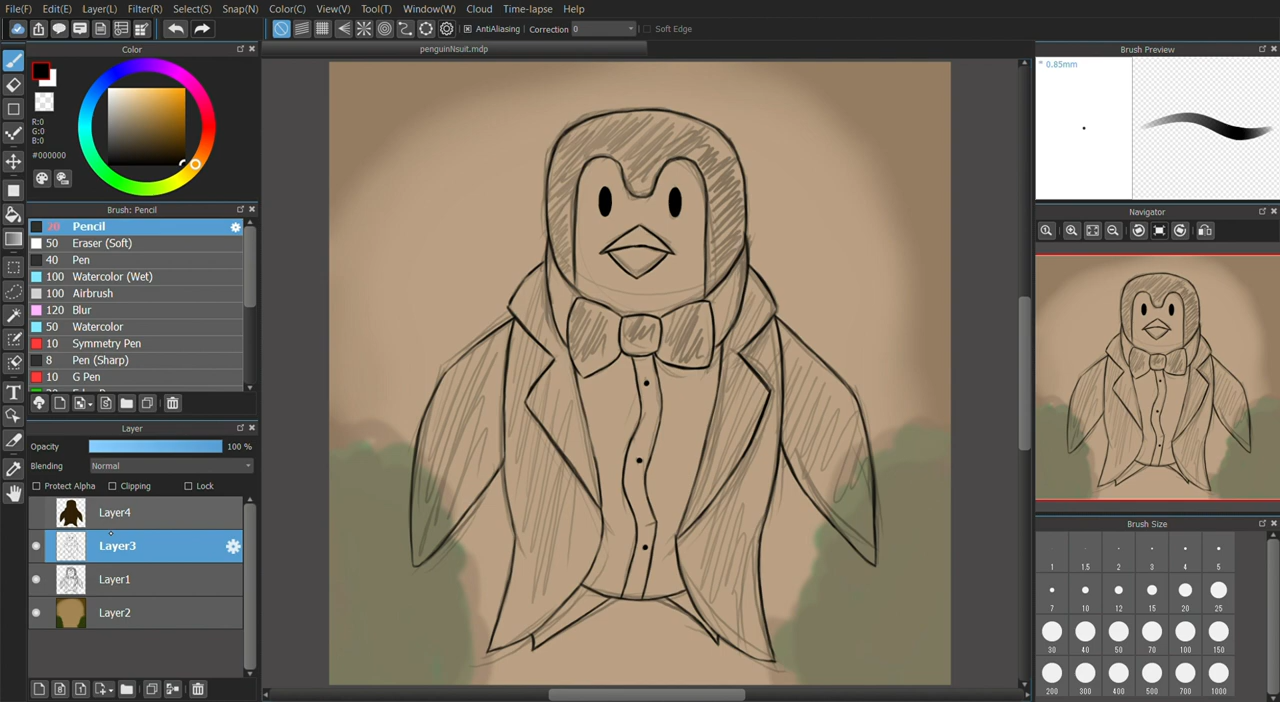 File(F) Edit(E) Layer(L) Filter(R) Select(S) Snap(N) Color(C) View(V) Tool(T) Window(W) Cloud Time-lapse Help(H)
AntiAliasing Correction 0 Soft Edge
Color
penguinNsuit.mdp
Brush Preview
* 0.85mm
R:0
G:0
B:0
#000000
Brush: Pencil
Navigator
20 Pencil
50 Eraser (Soft)
40 Pen
100 Watercolor (Wet)
100 Airbrush
120 Blur
50 Watercolor
10 Symmetry Pen
8 Pen (Sharp)
10 G Pen
Layer
Opacity 100 %
Blending Normal
Protect Alpha Clipping Lock
Layer4
Layer3
Layer1
Layer2
Brush Size
1 1.5 2 3 4 5
7 10 12 15 20 25
30 40 50 70 100 150
200 300 400 500 700 1000